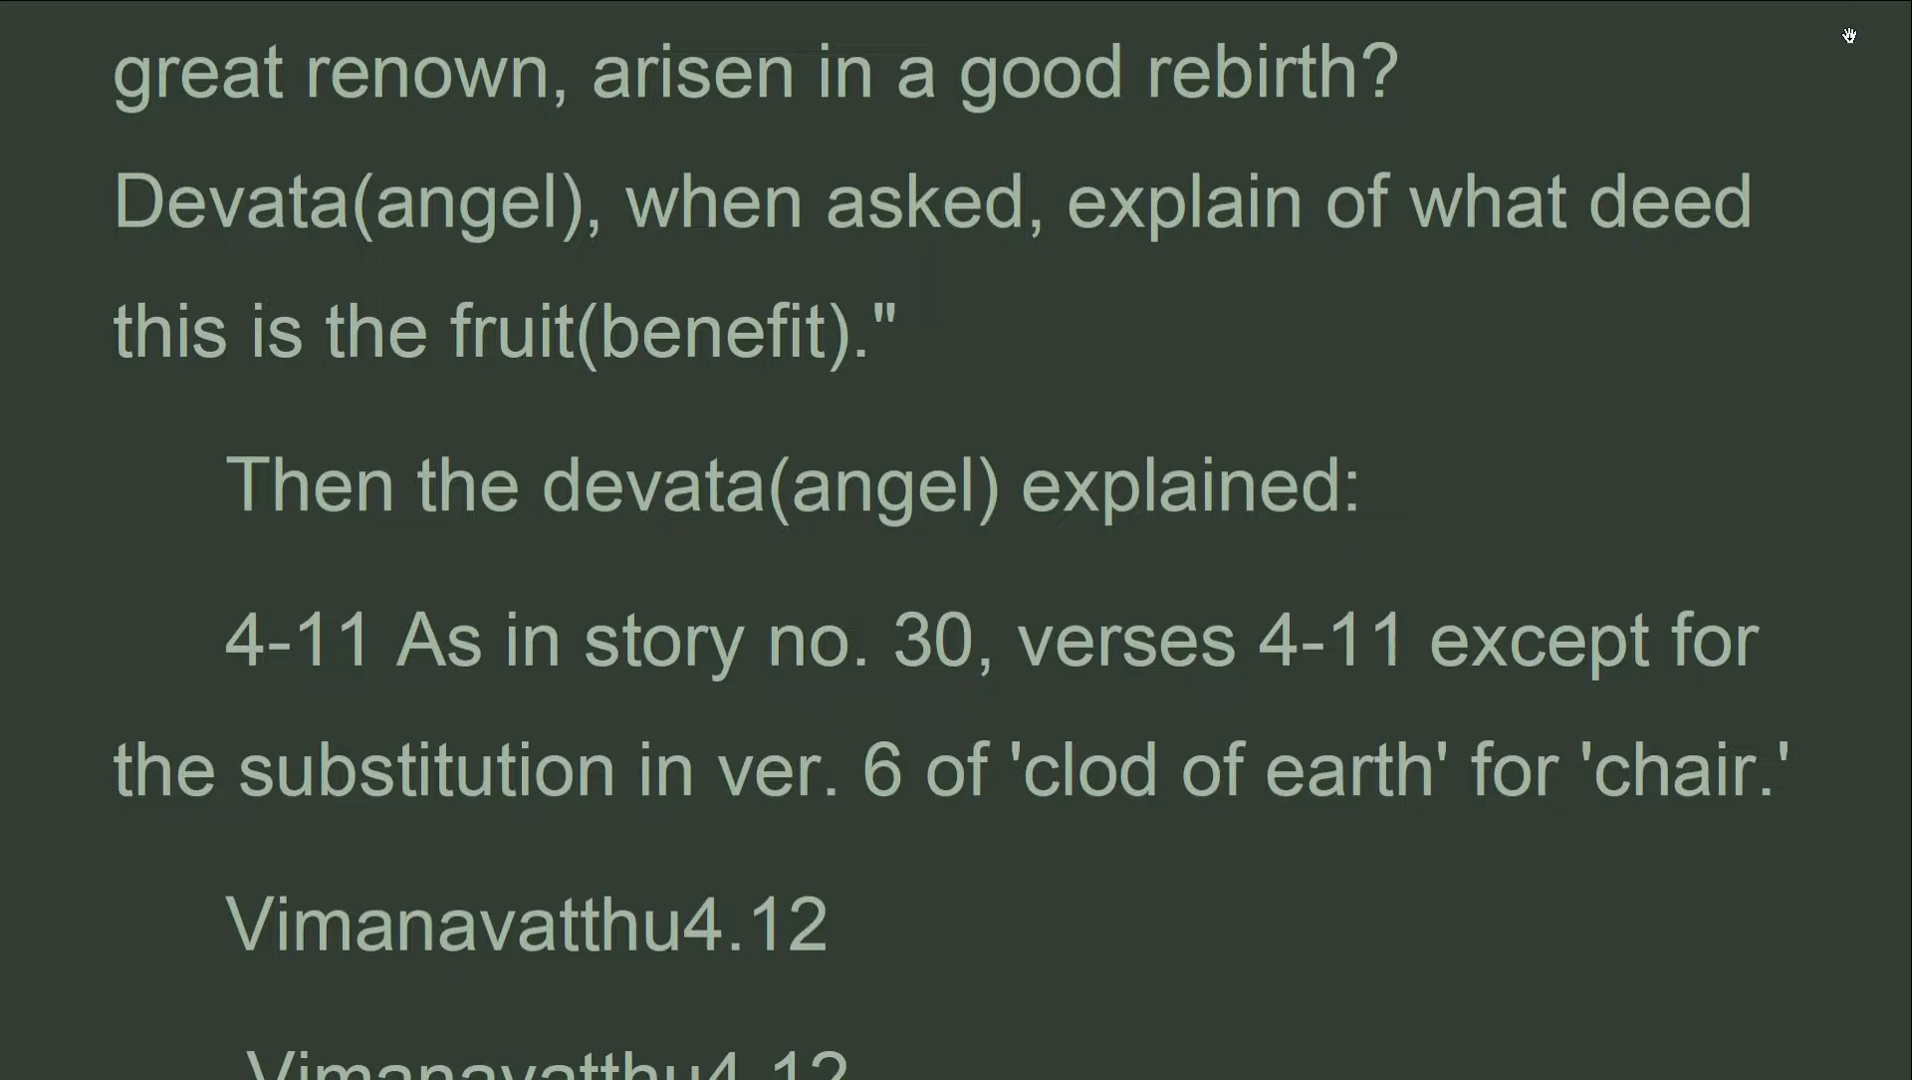 great renown, arisen in a good rebirth?
Devata(angel), when asked, explain of what deed
this is the fruit(benefit)."
Then the devata(angel) explained:
4-11 As in story no. 30, verses 4-11 except for
the substitution in ver. 6 of 'clod of earth' for 'chair.'
Vimanavatthu4.12
Vimanavatthu4.12